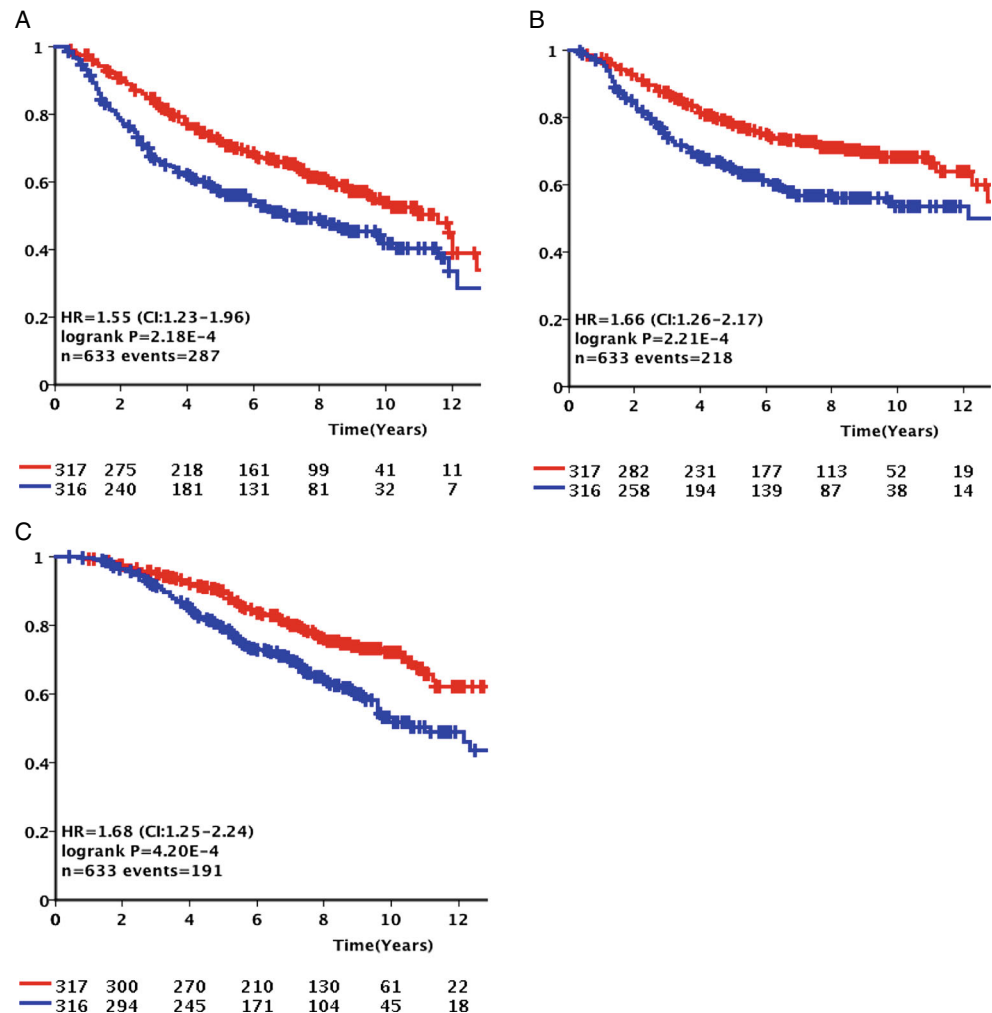 A
1
0.8
0.6
0.4
0.2
0
HR=1.55 (CI:1.23-1.96)
logrank P=2.18E-4
n=633 events=287
0 2 4 6 8 10 12
Time(Years)
317 275 218 161 99 41 11
316 240 181 131 81 32 7
B
1
0.8
0.6
0.4
0.2
0
HR=1.66 (CI:1.26-2.17)
logrank P=2.21E-4
n=633 events=218
0 2 4 6 8 10 12
Time(Years)
317 282 231 177 113 52 19
316 258 194 139 87 38 14
C
1
0.8
0.6
0.4
0.2
0
HR=1.68 (CI:1.25-2.24)
logrank P=4.20E-4
n=633 events=191
0 2 4 6 8 10 12
Time(Years)
317 300 270 210 130 61 22
316 294 245 171 104 45 18